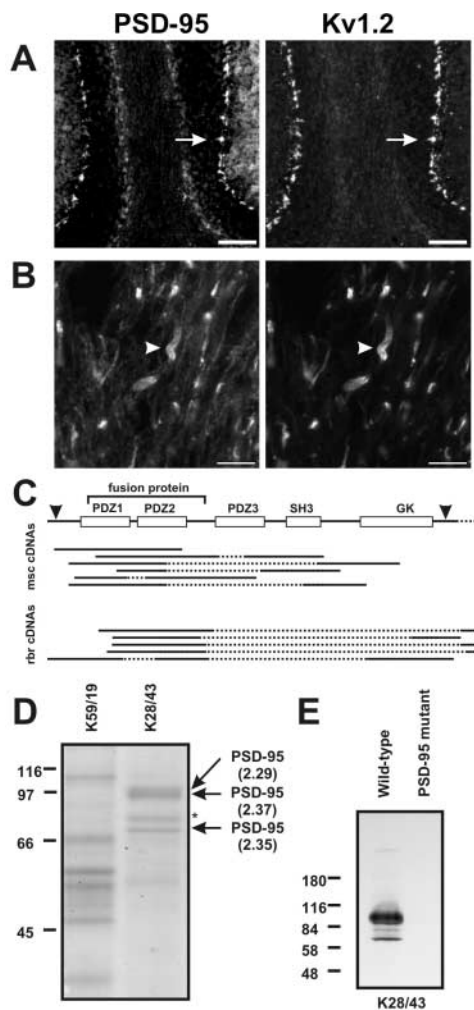 PSD-95 Kv1.2
A
B
C
fusion protein
PDZ1 PDZ2 PDZ3 SH3 GK
msc cDNAs
rbr cDNAs
D
K59/19 K28/43
116
97
66
45
PSD-95
(2.29)
PSD-95
(2.37)
*
PSD-95
(2.35)
E
Wild-type
PSD-95 mutant
180
116
84
58
48
K28/43